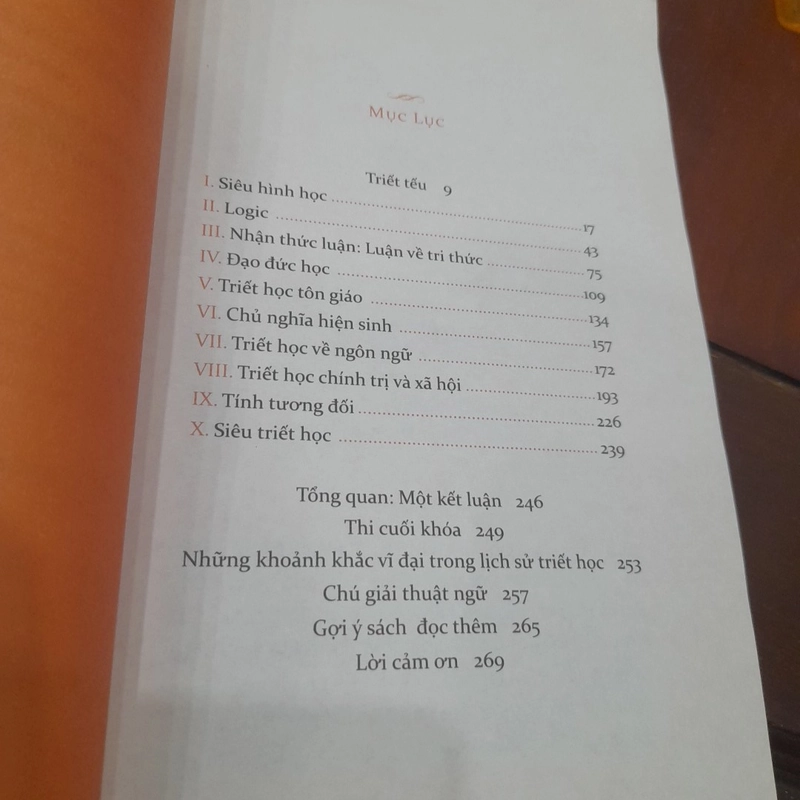 Mục Lục
Triết tếu 9
I. Siêu hình học ........ 17
II. Logic ........ 43
III. Nhận thức luận: Luận về tri thức ........ 75
IV. Đạo đức học ........ 109
V. Triết học tôn giáo ........ 134
VI. Chủ nghĩa hiện sinh ........ 157
VII. Triết học về ngôn ngữ ........ 172
VIII. Triết học chính trị và xã hội ........ 193
IX. Tính tương đối ........ 226
X. Siêu triết học ........ 239
Tổng quan: Một kết luận 246
Thi cuối khóa 249
Những khoảnh khắc vĩ đại trong lịch sử triết học 253
Chú giải thuật ngữ 257
Gợi ý sách đọc thêm 265
Lời cảm ơn 269